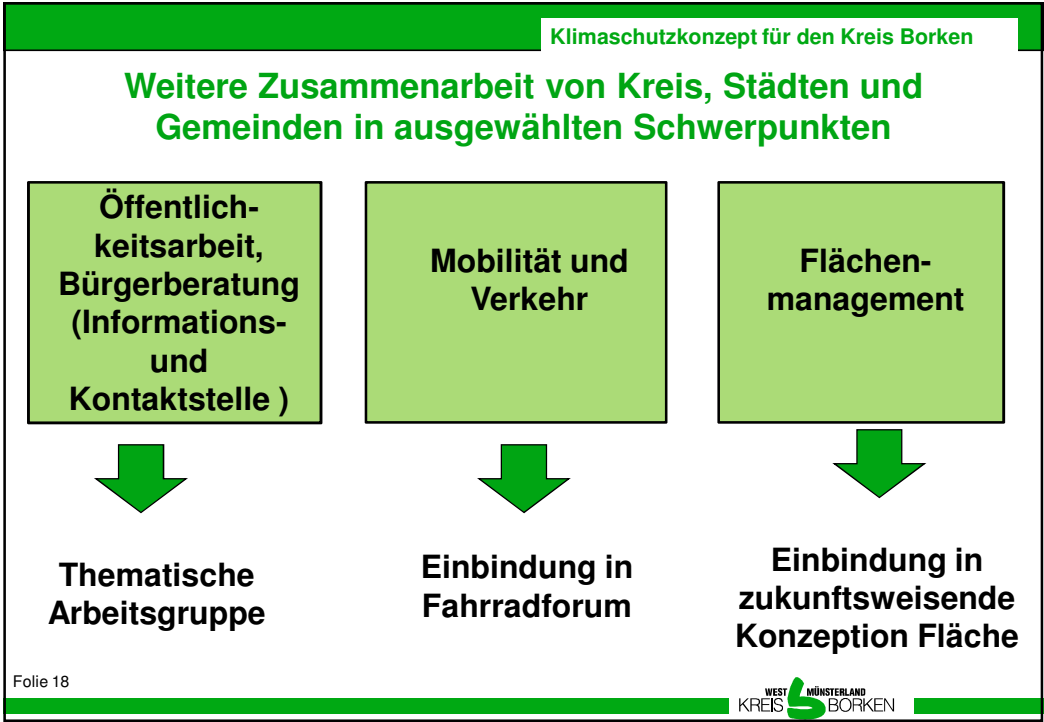 Klimaschutzkonzept für den Kreis Borken
Weitere Zusammenarbeit von Kreis, Städten und
Gemeinden in ausgewählten Schwerpunkten
Öffentlich-
keitsarbeit,
Bürgerberatung
(Informations-
und
Kontaktstelle )
Mobilität und
Verkehr
Flächen-
management
Thematische
Arbeitsgruppe
Einbindung in
Fahrradforum
Einbindung in
zukunftsweisende
Konzeption Fläche
Folie 18
WEST MÜNSTERLAND
KREIS BORKEN